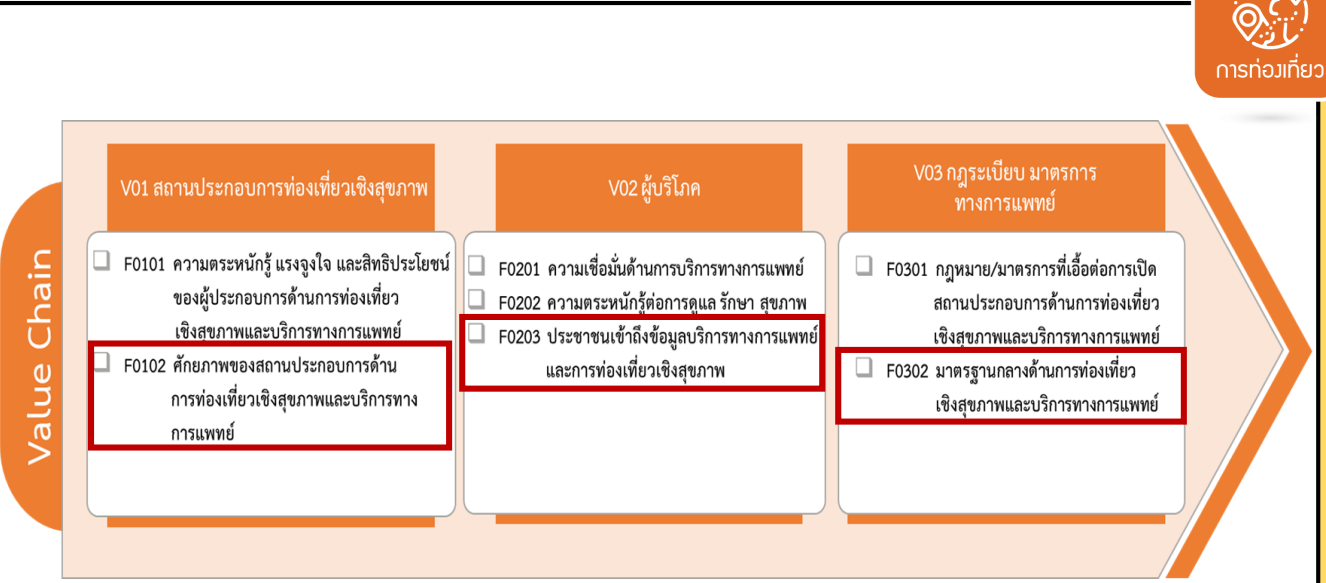 การท่องเที่ยว
Value Chain
V01 สถานประกอบการท่องเที่ยวเชิงสุขภาพ
F0101 ความตระหนักรู้ แรงจูงใจ และสิทธิประโยชน์
ของผู้ประกอบการด้านการท่องเที่ยว
เชิงสุขภาพและบริการทางการแพทย์
F0102 ศักยภาพของสถานประกอบการด้าน
การท่องเที่ยวเชิงสุขภาพและบริการทาง
การแพทย์
V02 ผู้บริโภค
F0201 ความเชื่อมั่นด้านการบริการทางการแพทย์
F0202 ความตระหนักรู้ต่อการดูแล รักษา สุขภาพ
F0203 ประชาชนเข้าถึงข้อมูลบริการทางการแพทย์
และการท่องเที่ยวเชิงสุขภาพ
V03 กฎระเบียบ มาตรการ
ทางการแพทย์
F0301 กฎหมาย/มาตรการที่เอื้อต่อการเปิด
สถานประกอบการด้านการท่องเที่ยว
เชิงสุขภาพและบริการทางการแพทย์
F0302 มาตรฐานกลางด้านการท่องเที่ยว
เชิงสุขภาพและบริการทางการแพทย์